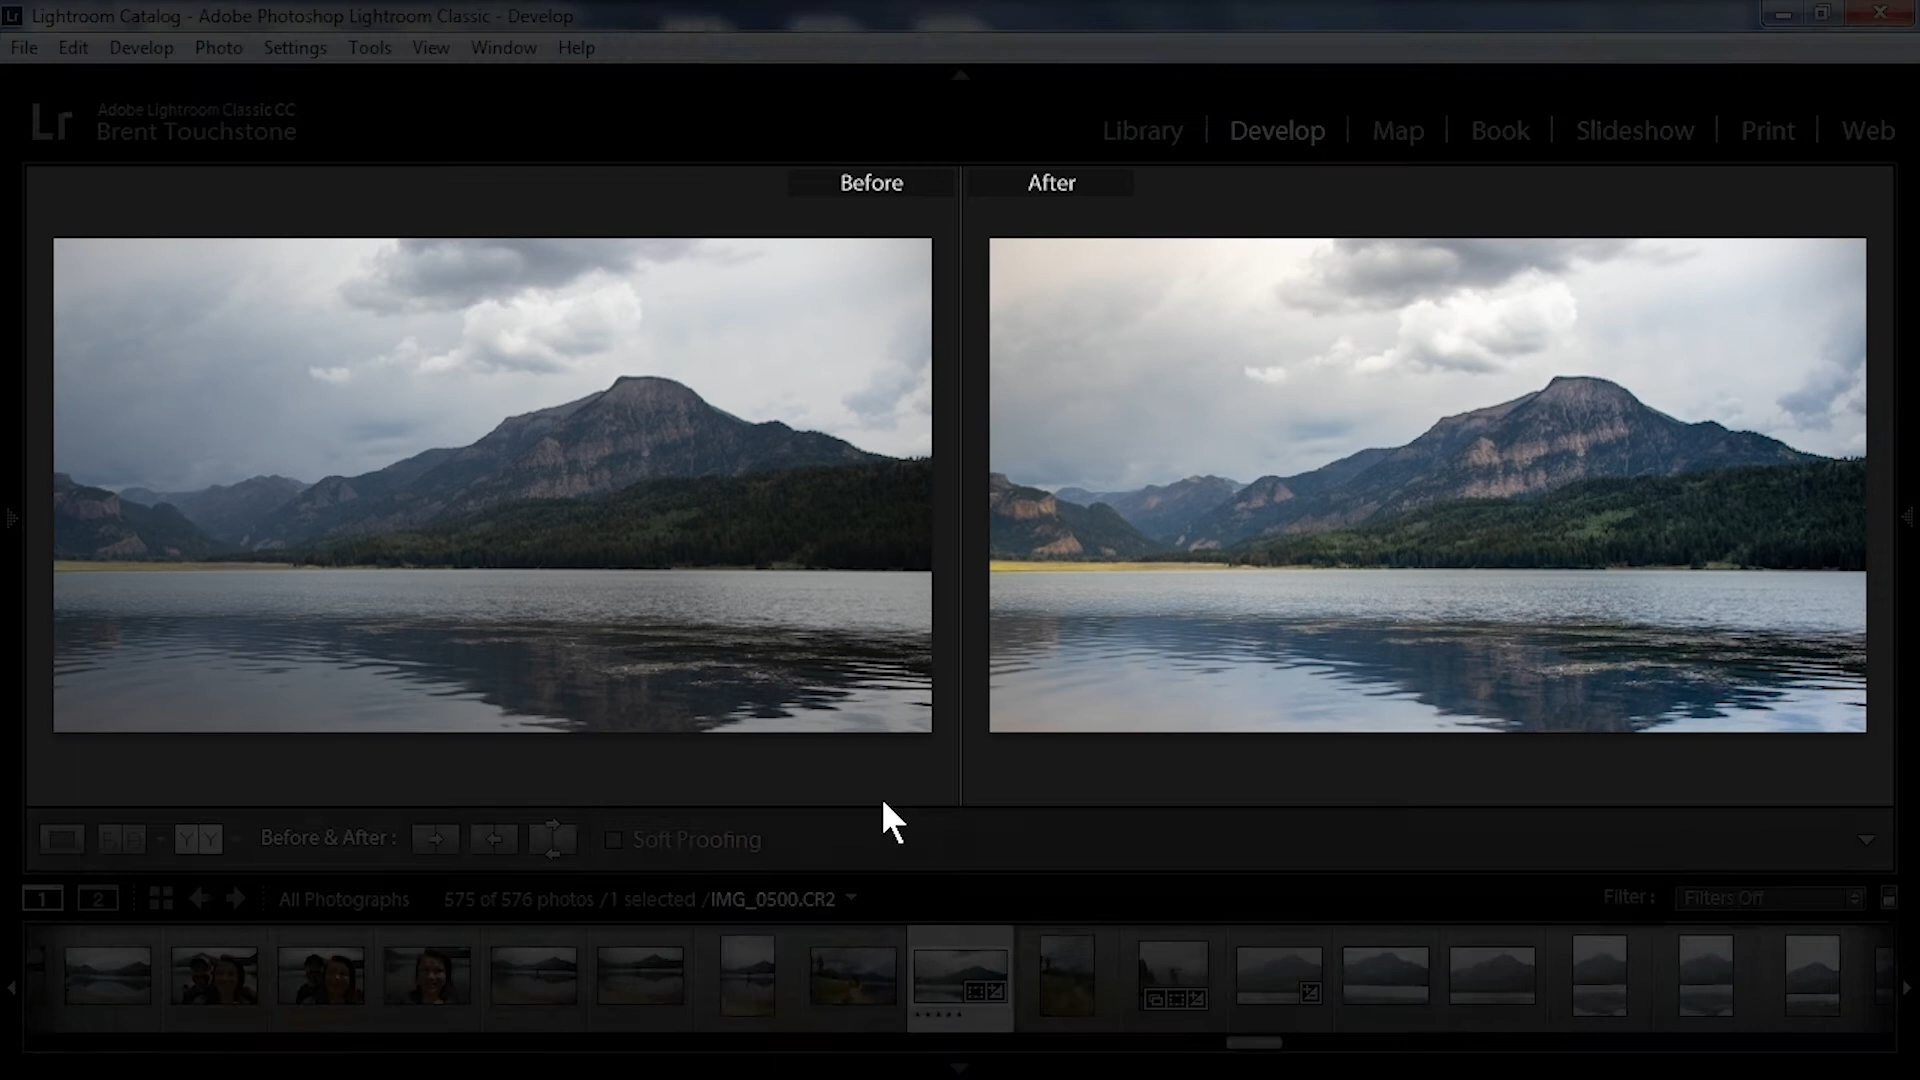 Lr Lightroom Catalog - Adobe Photoshop Lightroom Classic - Develop
File Edit Develop Photo Settings Tools View Window Help
Lr Adobe Lightroom Classic CC
Brent Touchstone
Library | Develop | Map | Book | Slideshow | Print | Web
Before After
Y Y Before & After : Soft Proofing
1 2 All Photographs 575 of 576 photos /1 selected /IMG_0500.CR2 Filter : Filters Off